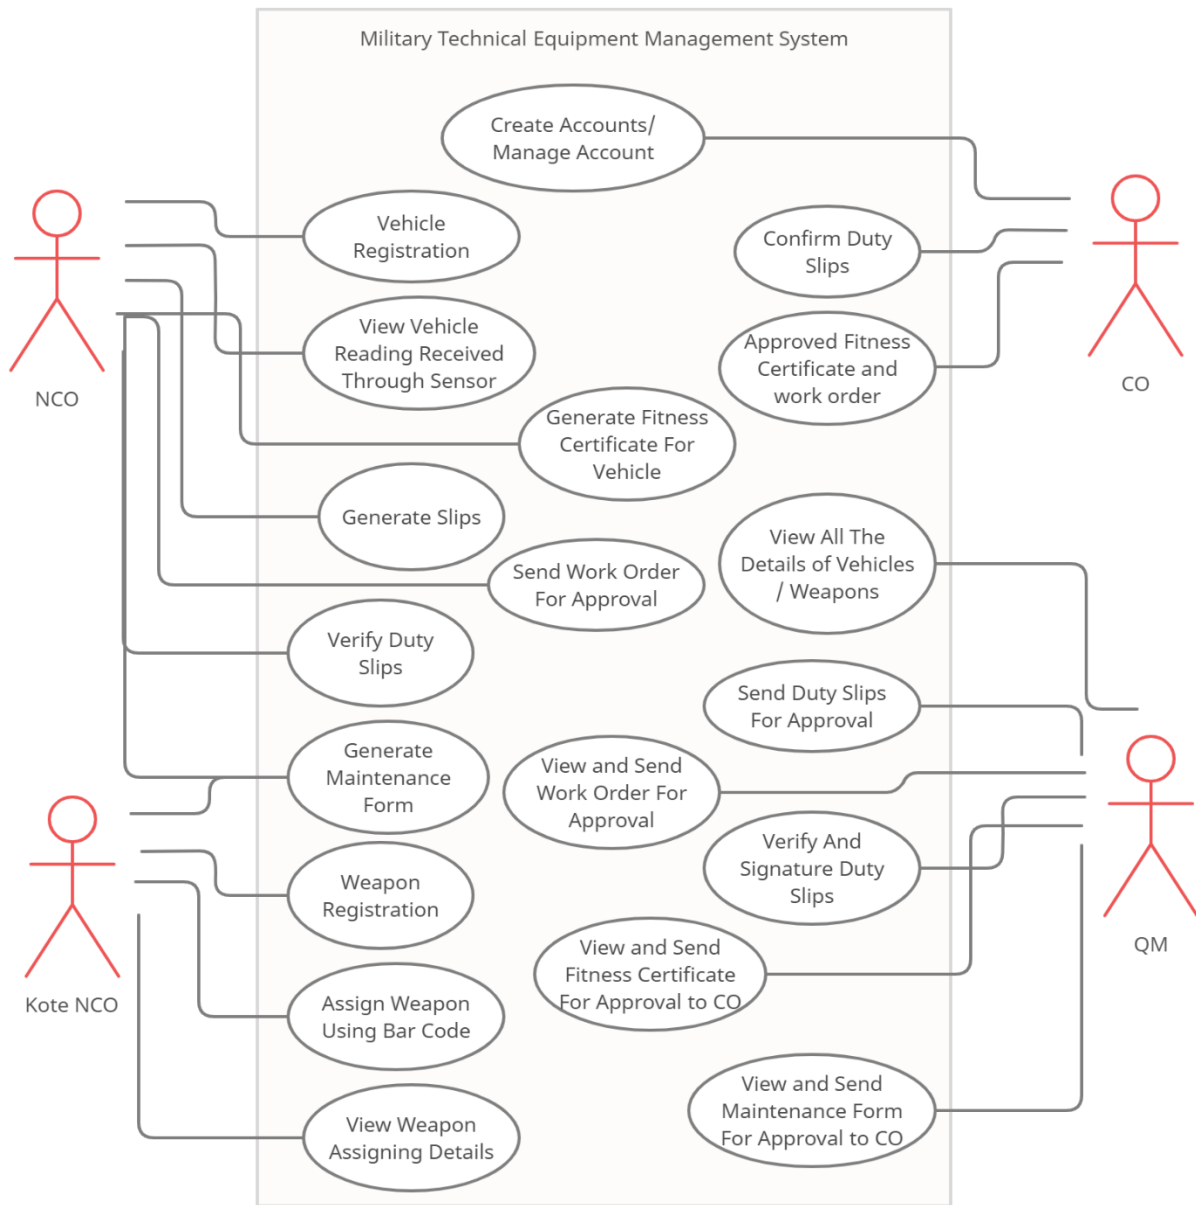 Military Technical Equipment Management System
Create Accounts/
Manage Account
Vehicle
Registration
Confirm Duty
Slips
View Vehicle
Reading Received
Through Sensor
Approved Fitness
Certificate and
work order
NCO
CO
Generate Fitness
Certificate For
Vehicle
Generate Slips
View All The
Details of Vehicles
/ Weapons
Send Work Order
For Approval
Verify Duty
Slips
Send Duty Slips
For Approval
Generate
Maintenance
Form
View and Send
Work Order For
Approval
Verify And
Signature Duty
Slips
Weapon
Registration
QM
Kote NCO
View and Send
Fitness Certificate
For Approval to CO
Assign Weapon
Using Bar Code
View and Send
Maintenance Form
For Approval to CO
View Weapon
Assigning Details